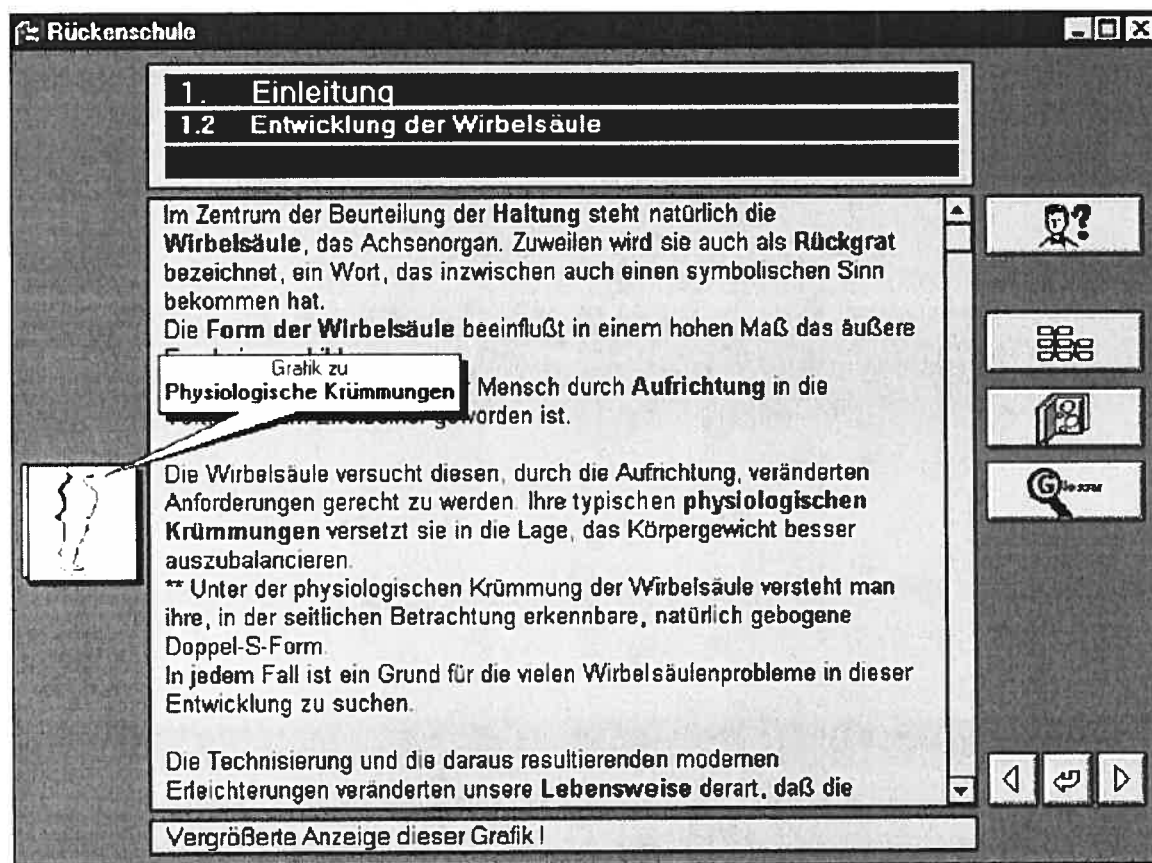 Rückenschule
1. Einleitung
1.2 Entwicklung der Wirbelsäule
Im Zentrum der Beurteilung der Haltung steht natürlich die
Wirbelsäule, das Achsenorgan. Zuweilen wird sie auch als Rückgrat
bezeichnet, ein Wort, das inzwischen auch einen symbolischen Sinn
bekommen hat.
Die Form der Wirbelsäule beeinflußt in einem hohen Maß das äußere
Grafik zu
Physiologische Krümmungen
Mensch durch Aufrichtung in die
geworden ist.
Die Wirbelsäule versucht diesen, durch die Aufrichtung, veränderten
Anforderungen gerecht zu werden. Ihre typischen physiologischen
Krümmungen versetzt sie in die Lage, das Körpergewicht besser
auszubalancieren.
** Unter der physiologischen Krümmung der Wirbelsäule versteht man
ihre, in der seitlichen Betrachtung erkennbare, natürlich gebogene
Doppel-S-Form.
In jedem Fall ist ein Grund für die vielen Wirbelsäulenprobleme in dieser
Entwicklung zu suchen.
Die Technisierung und die daraus resultierenden modernen
Erleichterungen veränderten unsere Lebensweise derart, daß die
?
Glossar
Vergrößerte Anzeige dieser Grafik !